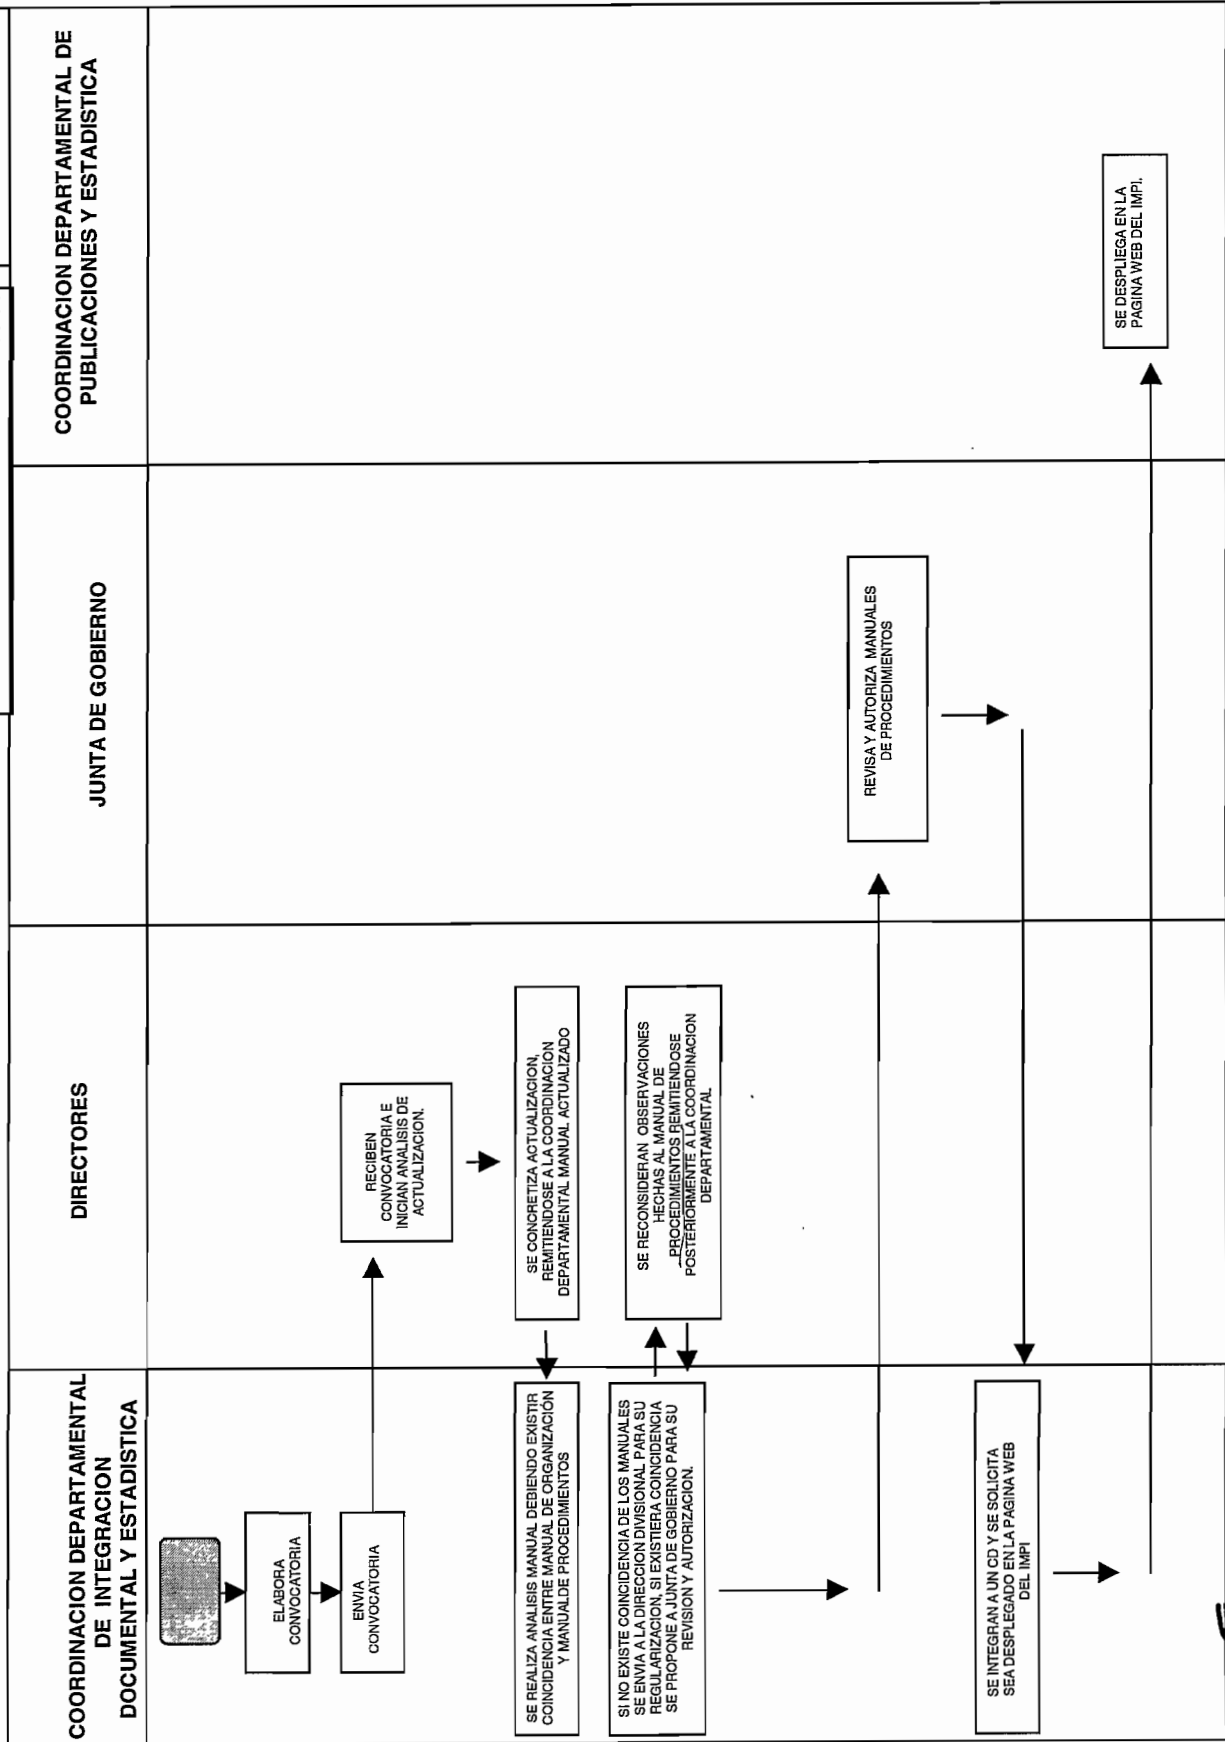 COORDINACION DEPARTAMENTAL
DE INTEGRACION
DOCUMENTAL Y ESTADISTICA
DIRECTORES
JUNTA DE GOBIERNO
COORDINACION DEPARTAMENTAL DE
PUBLICACIONES Y ESTADISTICA
ELABORA
CONVOCATORIA
ENVIA
CONVOCATORIA
RECIBEN
CONVOCATORIA E
INICIAN ANALISIS DE
ACTUALIZACION.
SE CONCRETIZA ACTUALIZACION,
REMITIENDOSE A LA COORDINACION
DEPARTAMENTAL MANUAL ACTUALIZADO
SE REALIZA ANALISIS MANUAL DEBIENDO EXISTIR
COINCIDENCIA ENTRE MANUAL DE ORGANIZACIÓN
Y MANUALDE PROCEDIMIENTOS
SI NO EXISTE COINCIDENCIA DE LOS MANUALES
SE ENVIA A LA DIRECCION DIVISIONAL PARA SU
REGULARIZACION, SI EXISTIERA COINCIDENCIA
SE PROPONE A JUNTA DE GOBIERNO PARA SU
REVISION Y AUTORIZACION.
SE RECONSIDERAN OBSERVACIONES
HECHAS AL MANUAL DE
PROCEDIMIENTOS REMITIENDOSE
POSTERIORMENTE A LA COORDINACION
DEPARTAMENTAL
REVISA Y AUTORIZA MANUALES
DE PROCEDIMIENTOS
SE INTEGRAN A UN CD Y SE SOLICITA
SEA DESPLEGADO EN LA PAGINA WEB
DEL IMPI
SE DESPLIEGA EN LA
PAGINA WEB DEL IMPI.